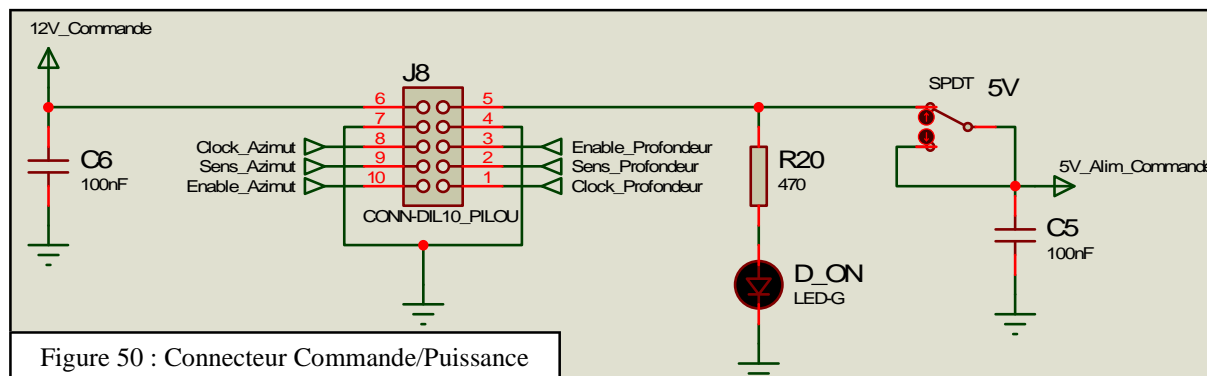 12V_Commande
J8
SPDT 5V
6 5
7 4
Clock_Azimut 8 3 Enable_Profondeur
Sens_Azimut 9 2 Sens_Profondeur
Enable_Azimut 10 1 Clock_Profondeur
C6
100nF
R20
470
5V_Alim_Commande
CONN-DIL10_PILOU
C5
100nF
D_ON
LED-G
Figure 50 : Connecteur Commande/Puissance